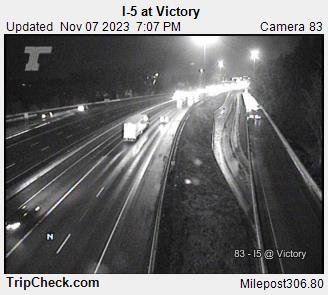 I-5 at Victory
Updated Nov 07 2023 7:07 PM Camera 83
T
N
83 - I5 @ Victory
TripCheck.com Milepost306.80